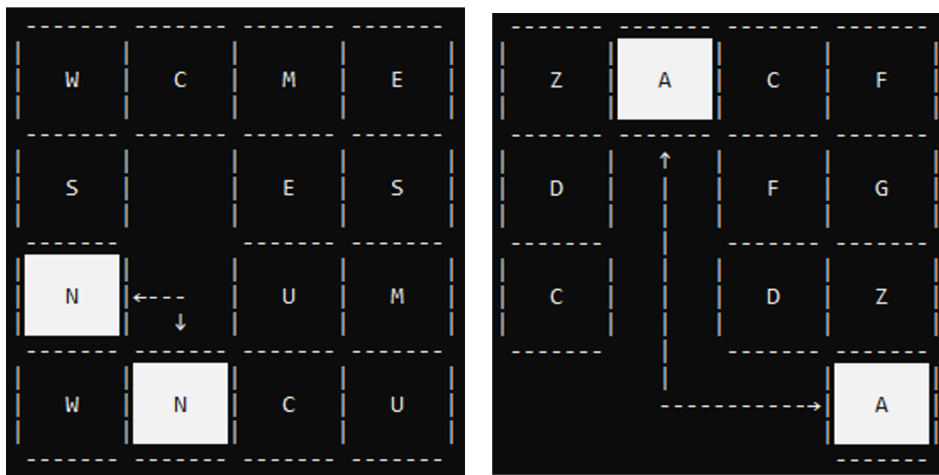 W C M E
S E S
N U M
W N C U
Z A C F
D F G
C D Z
A